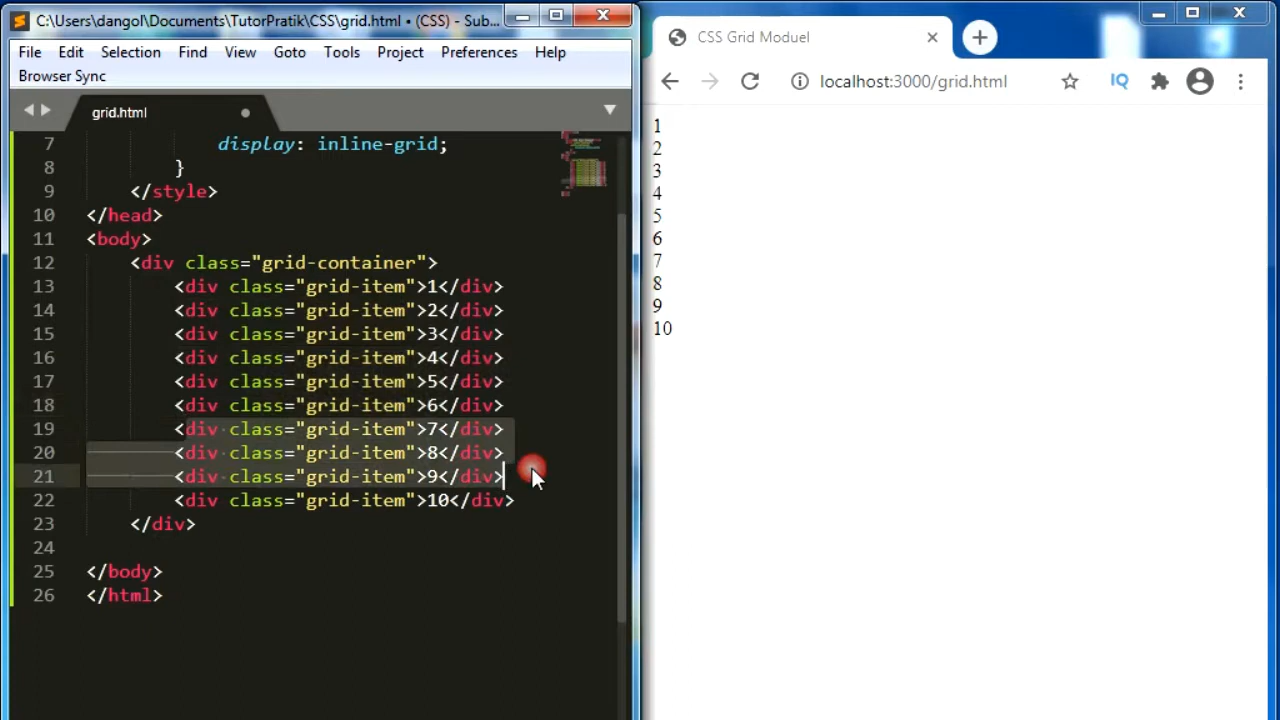 C:\Users\dangol\Documents\TutorPratik\CSS\grid.html • (CSS) - Sub...
File Edit Selection Find View Goto Tools Project Preferences Help
Browser Sync
grid.html
7 display: inline-grid;
8 }
9 </style>
10 </head>
11 <body>
12 <div class="grid-container">
13 <div class="grid-item">1</div>
14 <div class="grid-item">2</div>
15 <div class="grid-item">3</div>
16 <div class="grid-item">4</div>
17 <div class="grid-item">5</div>
18 <div class="grid-item">6</div>
19 <div class="grid-item">7</div>
20 <div class="grid-item">8</div>
21 <div class="grid-item">9</div>
22 <div class="grid-item">10</div>
23 </div>
24
25 </body>
26 </html>
CSS Grid Moduel
localhost:3000/grid.html
IQ
1
2
3
4
5
6
7
8
9
10